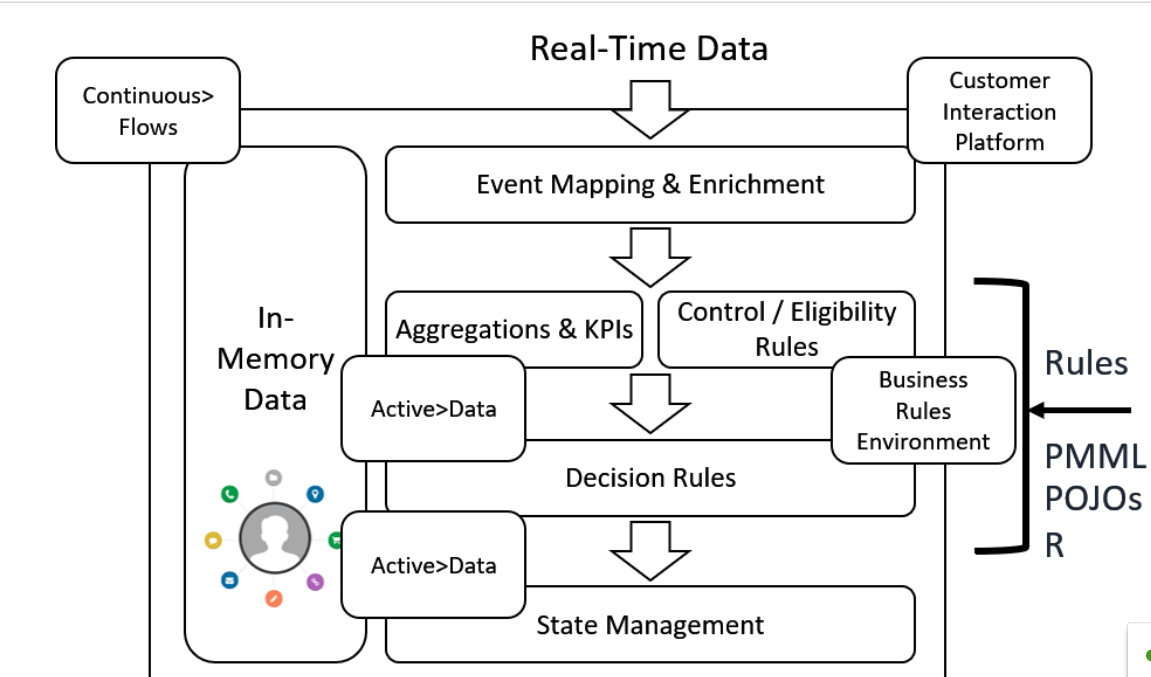 Real-Time Data
Continuous>
Flows
Customer
Interaction
Platform
Event Mapping & Enrichment
In-
Memory
Data
Aggregations & KPIs
Control / Eligibility
Rules
Active>Data
Business
Rules
Environment
Decision Rules
Active>Data
State Management
Rules
PMML
POJOs
R